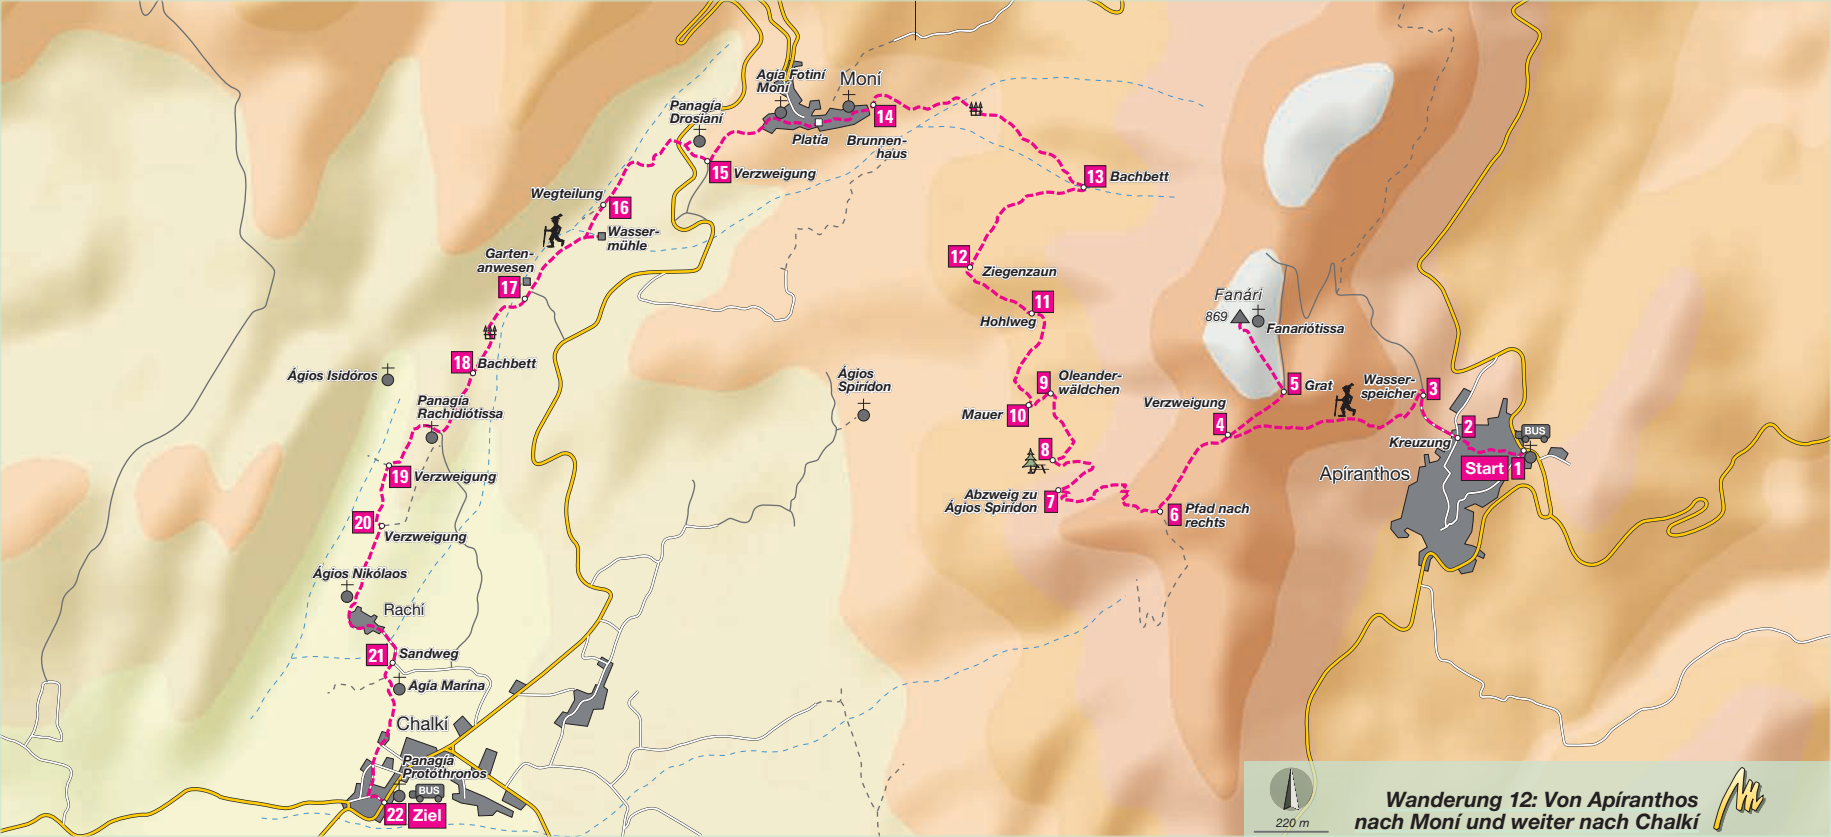 Agía Fotiní
Moní
Moní
Panagía
Drosianí
14
Platía
Brunnen-
haus
15 Verzweigung
13 Bachbett
Wegteilung
16
Wasser-
mühle
Garten-
anwesen
17
12
Ziegenzaun
11
Hohlweg
Fanári
869
Fanariótissa
18 Bachbett
Ágios Isidóros
Ágios
Spirídon
9 Oleander-
wäldchen
Mauer 10
5 Grat
Wasser-
speicher
3
Verzweigung
4
Panagía
Rachidiótissa
2
BUS
Kreuzung
8
Start 1
Apíranthos
19 Verzweigung
Abzweig zu
Ágios Spiridon
7
6 Pfad nach
rechts
20
Verzweigung
Ágios Nikólaos
Rachí
21 Sandweg
Agía Marína
Chalkí
Panagía
Protóthronos
BUS
22 Ziel
220 m
Wanderung 12: Von Apíranthos
nach Moní und weiter nach Chalkí